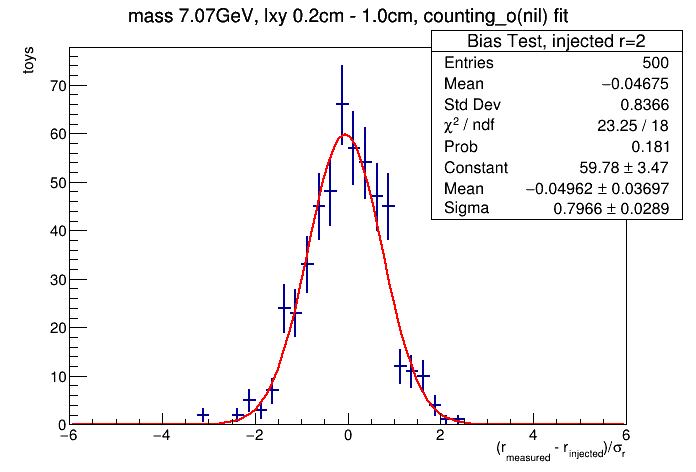 mass 7.07GeV, lxy 0.2cm - 1.0cm, counting_o(nil) fit
toys
Bias Test, injected r=2
Entries 500
Mean −0.04675
Std Dev 0.8366
χ² / ndf 23.25 / 18
Prob 0.181
Constant 59.78 ± 3.47
Mean −0.04962 ± 0.03697
Sigma 0.7966 ± 0.0289
70
60
50
40
30
20
10
0
−6 −4 −2 0 2 4 6
(r_measured - r_injected)/σ_r